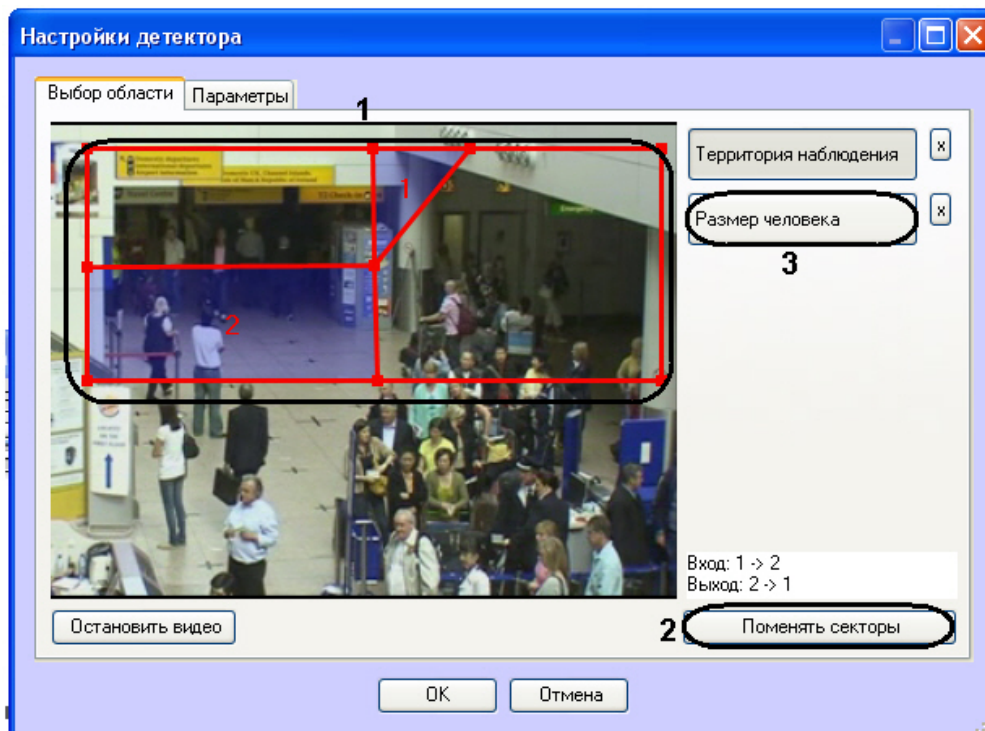 Настройки детектора
Выбор области
Параметры
1
Территория наблюдения
x
Размер человека
x
3
1
2
Вход: 1 -> 2
Выход: 2 -> 1
Остановить видео
2
Поменять секторы
OK
Отмена